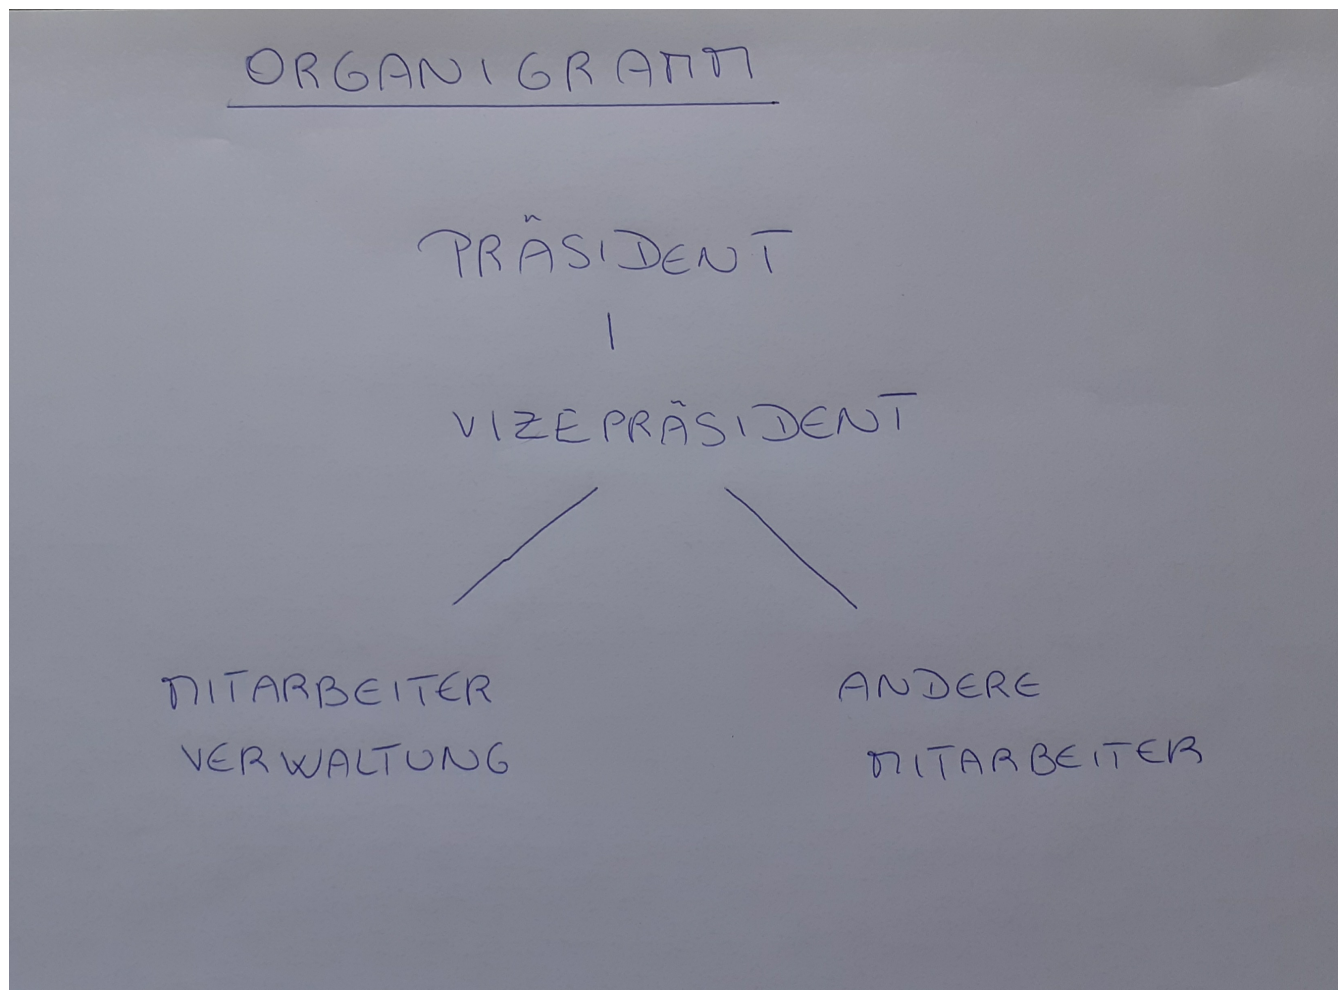 ORGANIGRAMM
PRÄSIDENT
VIZEPRÄSIDENT
MITARBEITER
VERWALTUNG
ANDERE
MITARBEITER